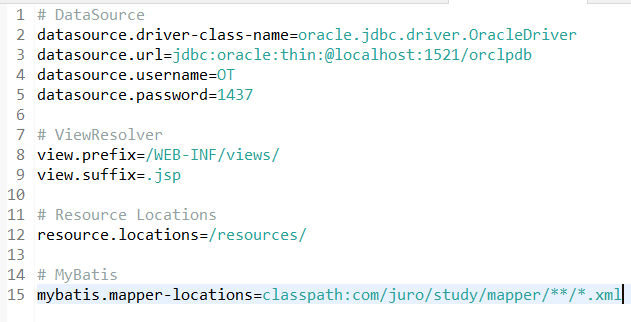 1 # DataSource
2 datasource.driver-class-name=oracle.jdbc.driver.OracleDriver
3 datasource.url=jdbc:oracle:thin:@localhost:1521/orclpdb
4 datasource.username=OT
5 datasource.password=1437
6
7 # ViewResolver
8 view.prefix=/WEB-INF/views/
9 view.suffix=.jsp
10
11 # Resource Locations
12 resource.locations=/resources/
13
14 # MyBatis
15 mybatis.mapper-locations=classpath:com/juro/study/mapper/**/*.xml